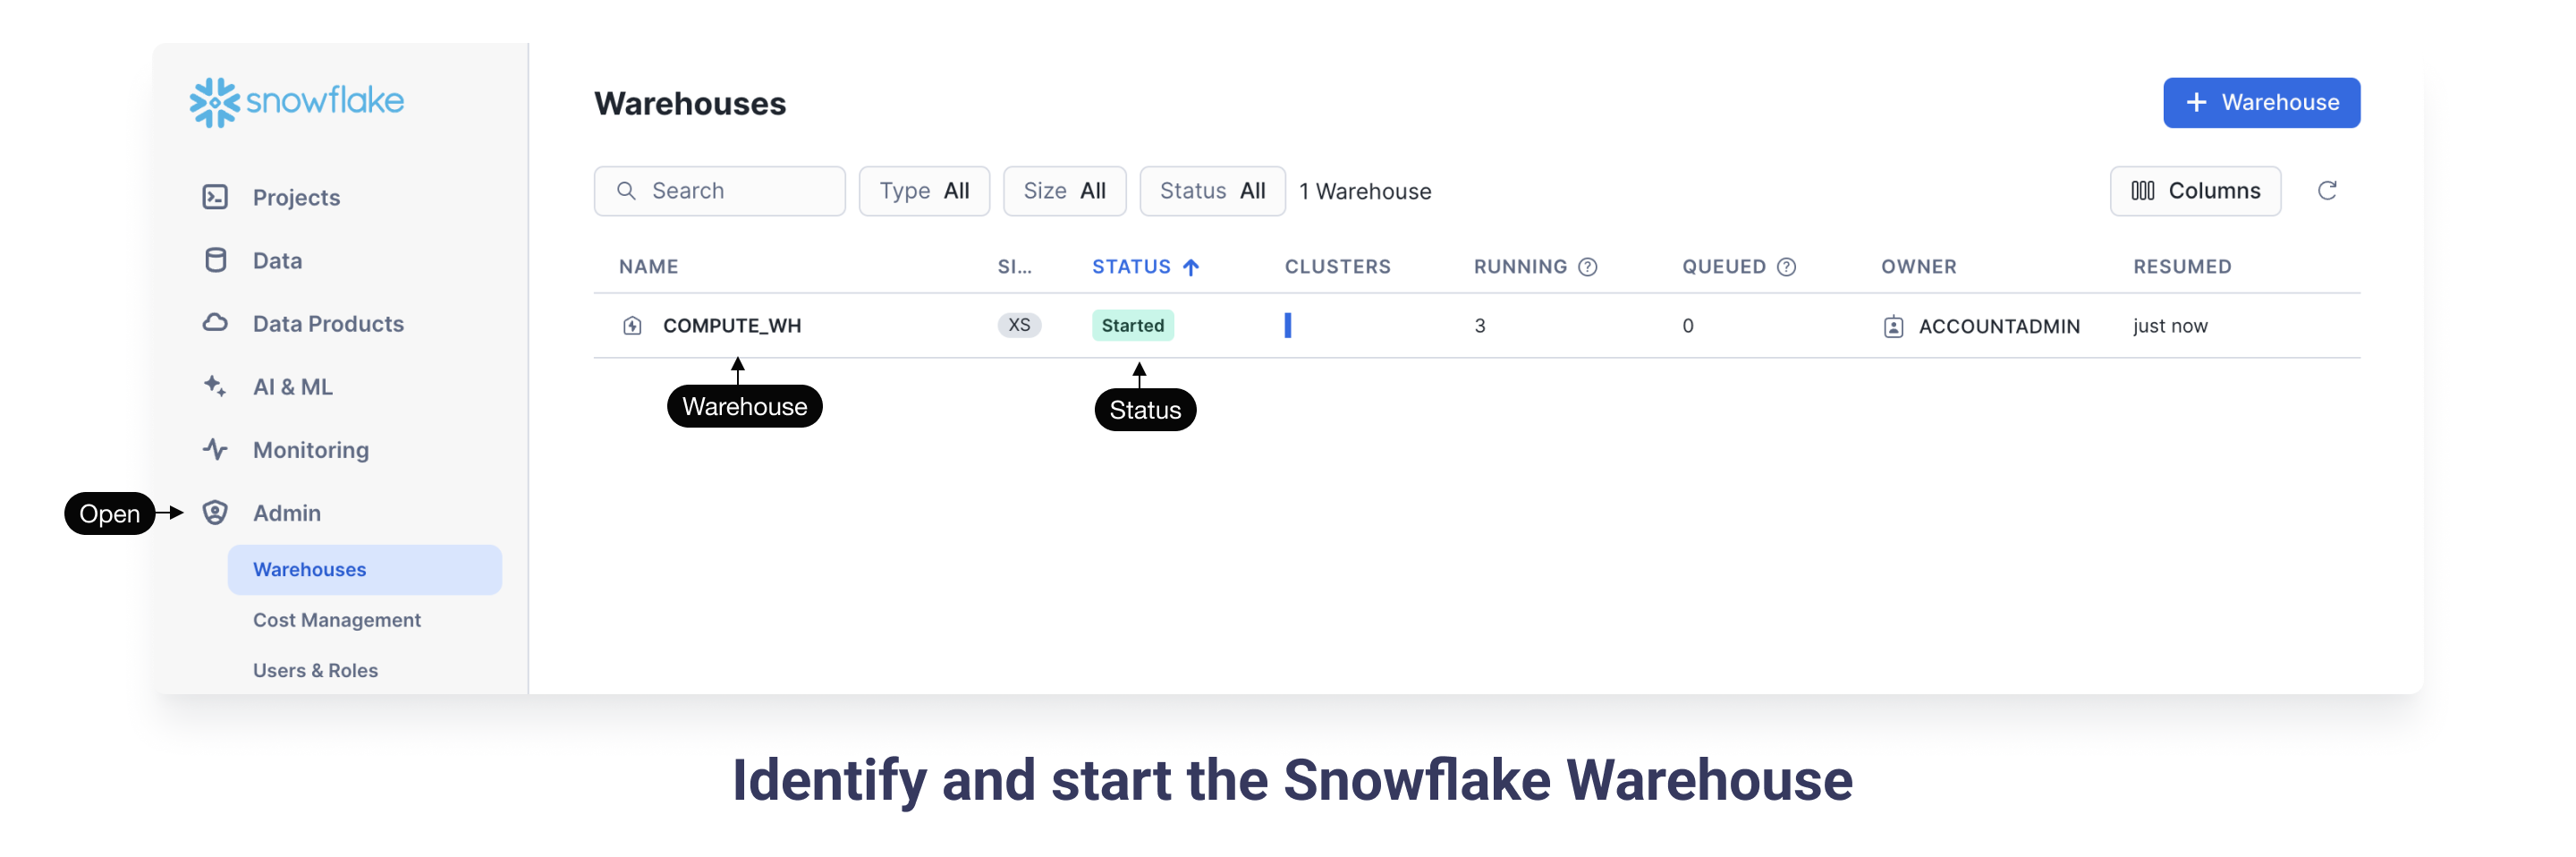 snowflake
Projects
Data
Data Products
AI & ML
Monitoring
Open
Admin
Warehouses
Cost Management
Users & Roles
Warehouses
+ Warehouse
Search
Type All
Size All
Status All
1 Warehouse
Columns
NAME SI... STATUS ↑ CLUSTERS RUNNING ? QUEUED ? OWNER RESUMED
COMPUTE_WH XS Started 3 0 ACCOUNTADMIN just now
Warehouse
Status
Identify and start the Snowflake Warehouse